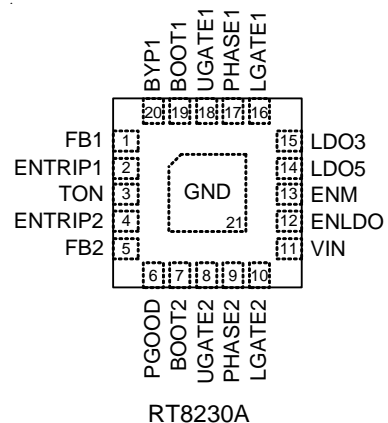 BYP1
BOOT1
UGATE1
PHASE1
LGATE1
20 19 18 17 16
FB1 1
ENTRIP1 2
TON 3
ENTRIP2 4
FB2 5
GND
21
15 LDO3
14 LDO5
13 ENM
12 ENLDO
11 VIN
6 7 8 9 10
PGOOD
BOOT2
UGATE2
PHASE2
LGATE2
RT8230A